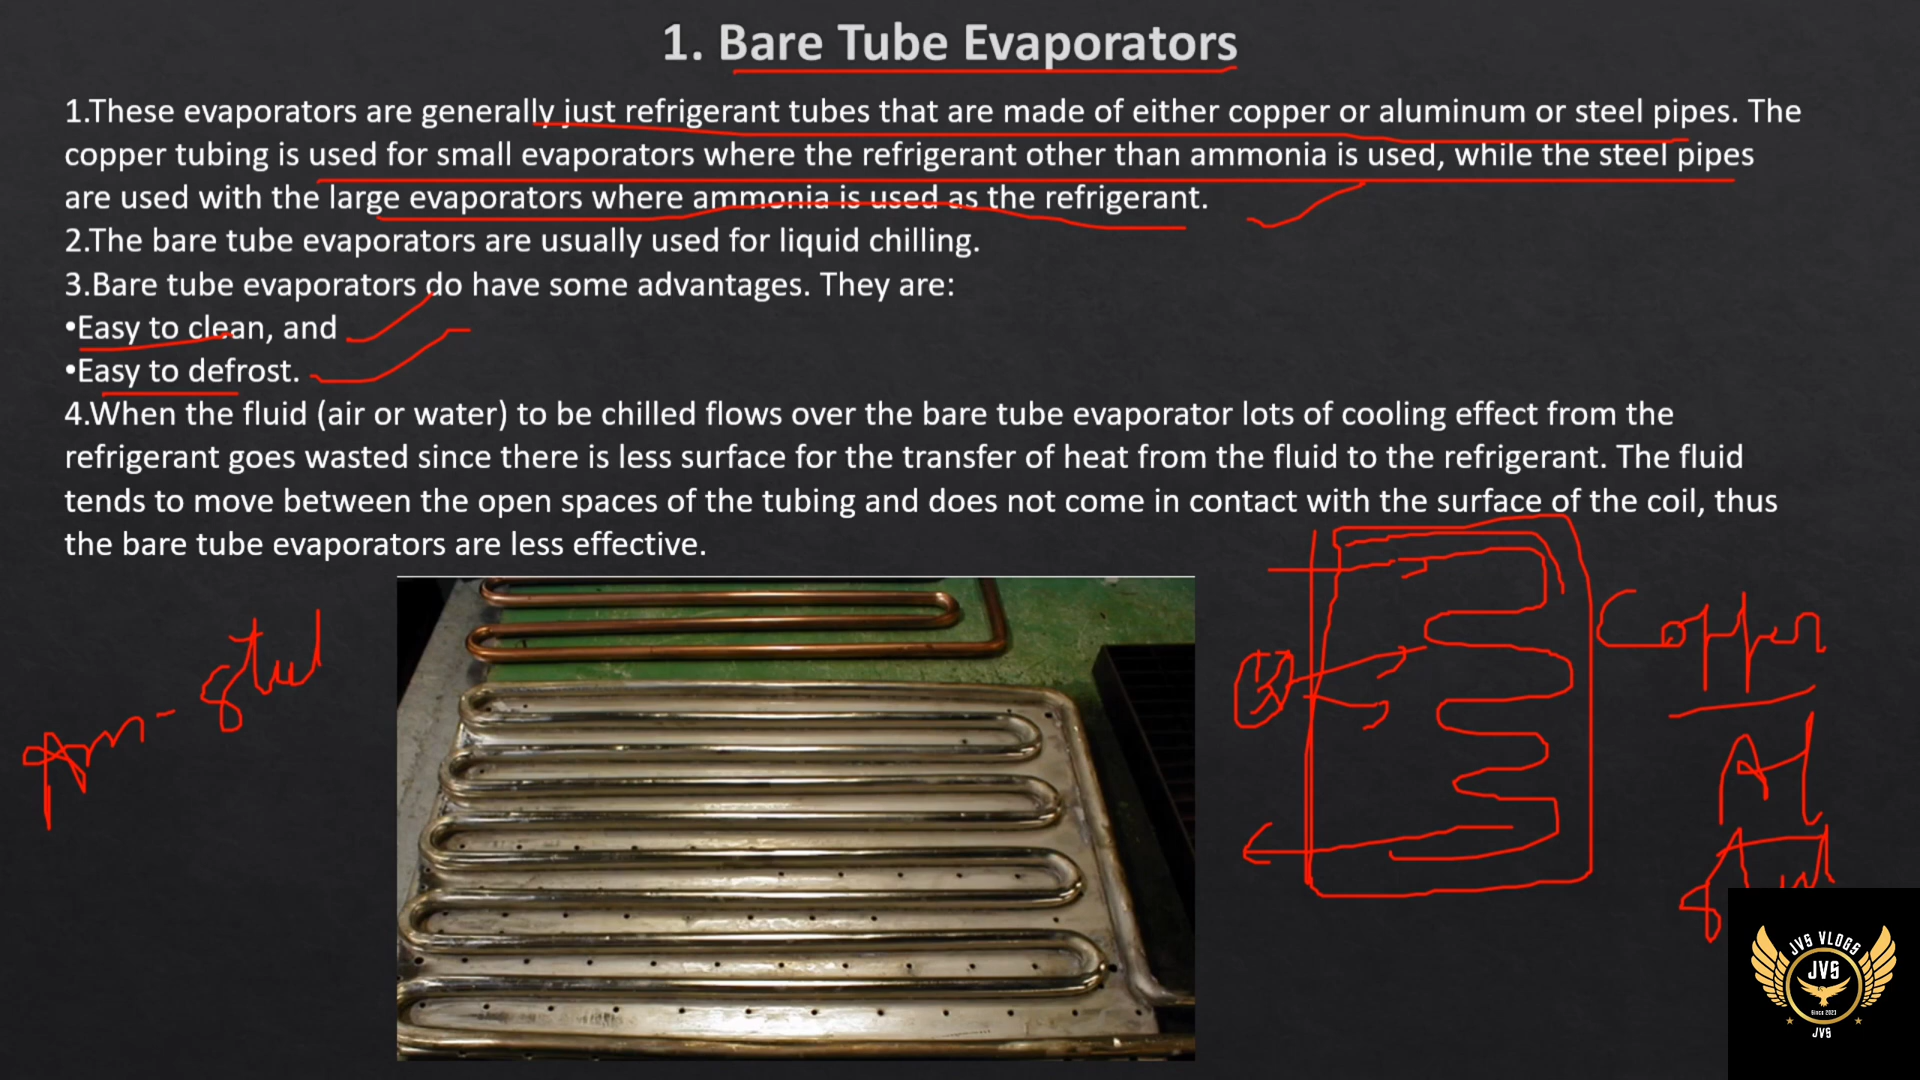 1. Bare Tube Evaporators
1.These evaporators are generally just refrigerant tubes that are made of either copper or aluminum or steel pipes. The
copper tubing is used for small evaporators where the refrigerant other than ammonia is used, while the steel pipes
are used with the large evaporators where ammonia is used as the refrigerant.
2.The bare tube evaporators are usually used for liquid chilling.
3.Bare tube evaporators do have some advantages. They are:
•Easy to clean, and
•Easy to defrost.
4.When the fluid (air or water) to be chilled flows over the bare tube evaporator lots of cooling effect from the
refrigerant goes wasted since there is less surface for the transfer of heat from the fluid to the refrigerant. The fluid
tends to move between the open spaces of the tubing and does not come in contact with the surface of the coil, thus
the bare tube evaporators are less effective.
Am - steel
Copper
Al
JVS VLOGS
JVS
Since 2023
JVS